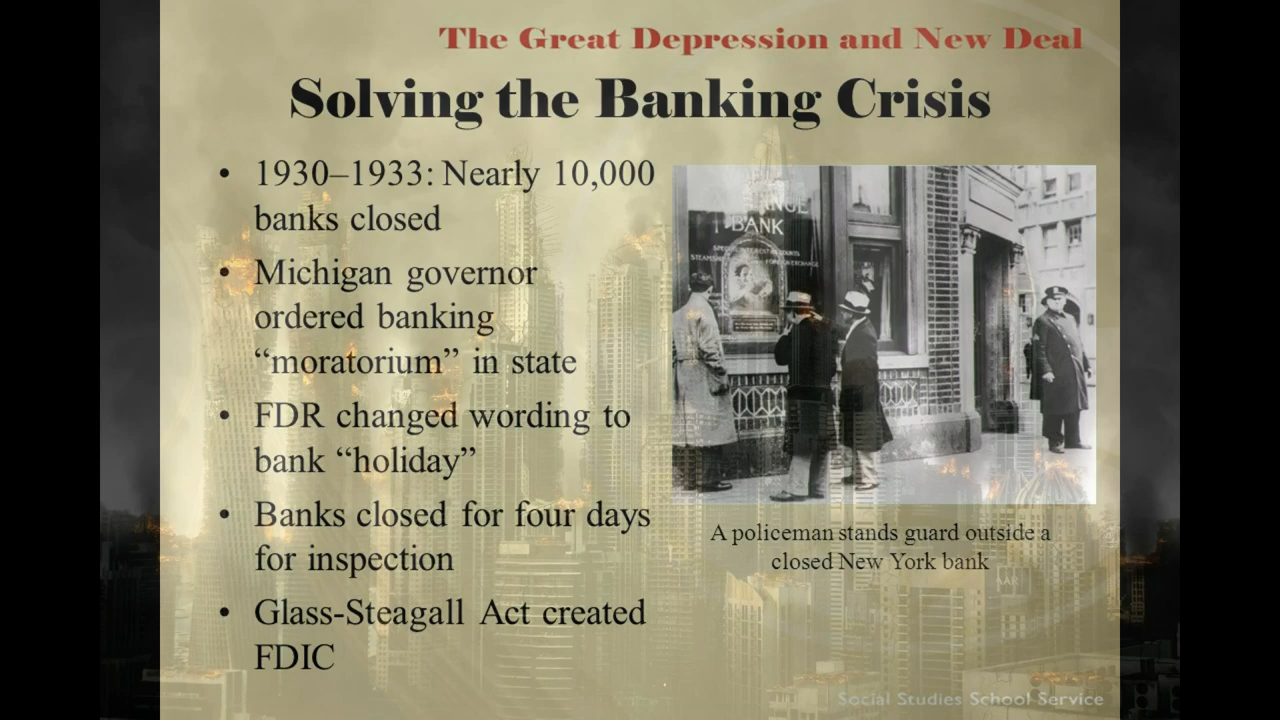 The Great Depression and New Deal
Solving the Banking Crisis
• 1930–1933: Nearly 10,000
banks closed
• Michigan governor
ordered banking
“moratorium” in state
• FDR changed wording to
bank “holiday”
• Banks closed for four days
for inspection
• Glass-Steagall Act created
FDIC
BANK
A policeman stands guard outside a
closed New York bank
Social Studies School Service